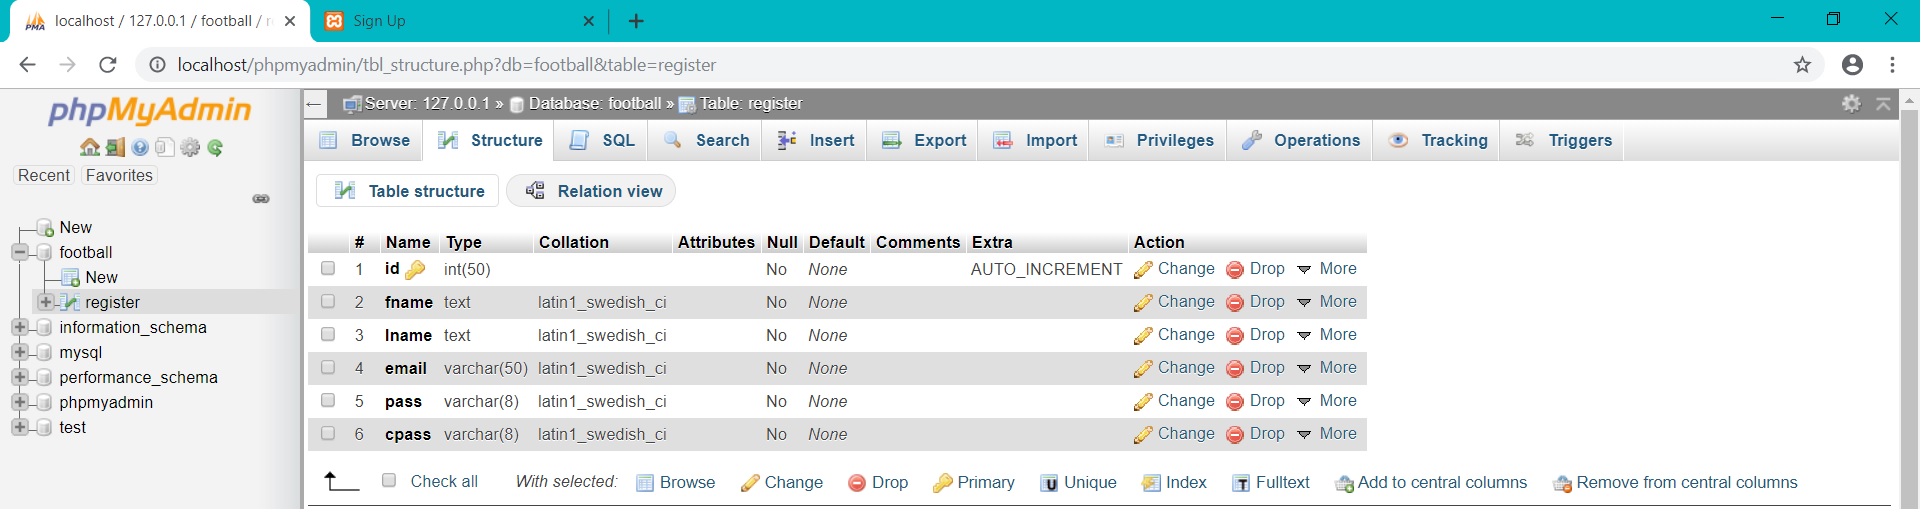 localhost / 127.0.0.1 / football / r
Sign Up
localhost/phpmyadmin/tbl_structure.php?db=football&table=register
phpMyAdmin
Recent Favorites
New
football
New
register
information_schema
mysql
performance_schema
phpmyadmin
test
Server: 127.0.0.1 » Database: football » Table: register
Browse Structure SQL Search Insert Export Import Privileges Operations Tracking Triggers
Table structure Relation view
# Name Type Collation Attributes Null Default Comments Extra Action
1 id int(50) No None AUTO_INCREMENT Change Drop More
2 fname text latin1_swedish_ci No None Change Drop More
3 lname text latin1_swedish_ci No None Change Drop More
4 email varchar(50) latin1_swedish_ci No None Change Drop More
5 pass varchar(8) latin1_swedish_ci No None Change Drop More
6 cpass varchar(8) latin1_swedish_ci No None Change Drop More
Check all With selected: Browse Change Drop Primary Unique Index Fulltext Add to central columns Remove from central columns